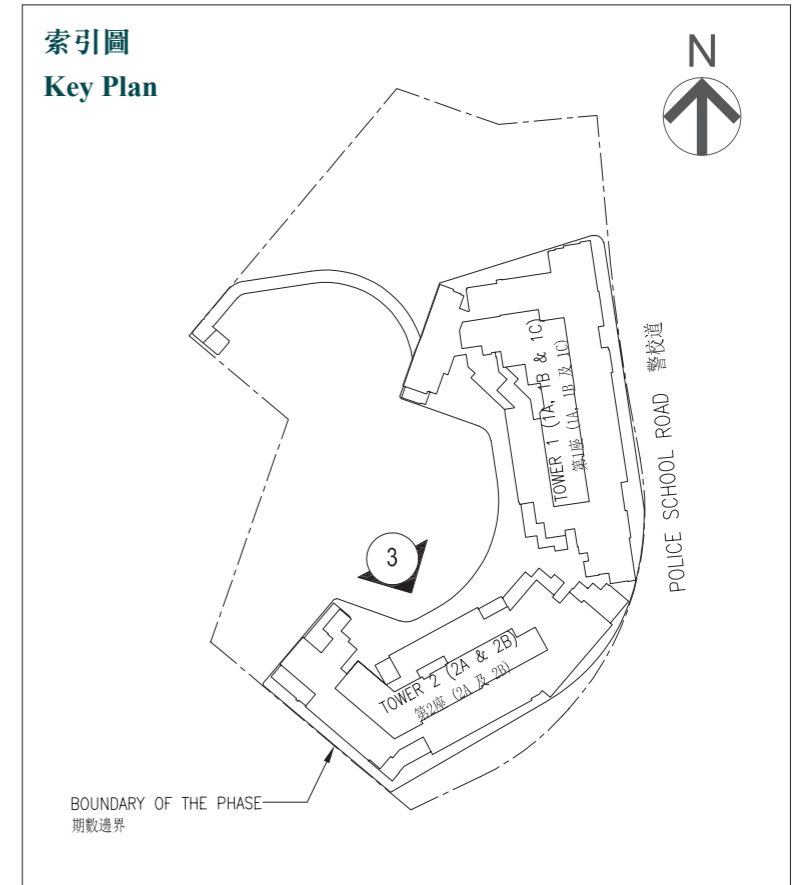 索引圖
Key Plan
N
TOWER 1 (1A, 1B & 1C)
第1座 (1A, 1B 及 1C)
POLICE SCHOOL ROAD 警校道
3
TOWER 2 (2A & 2B)
第2座 (2A 及 2B)
BOUNDARY OF THE PHASE
期數邊界